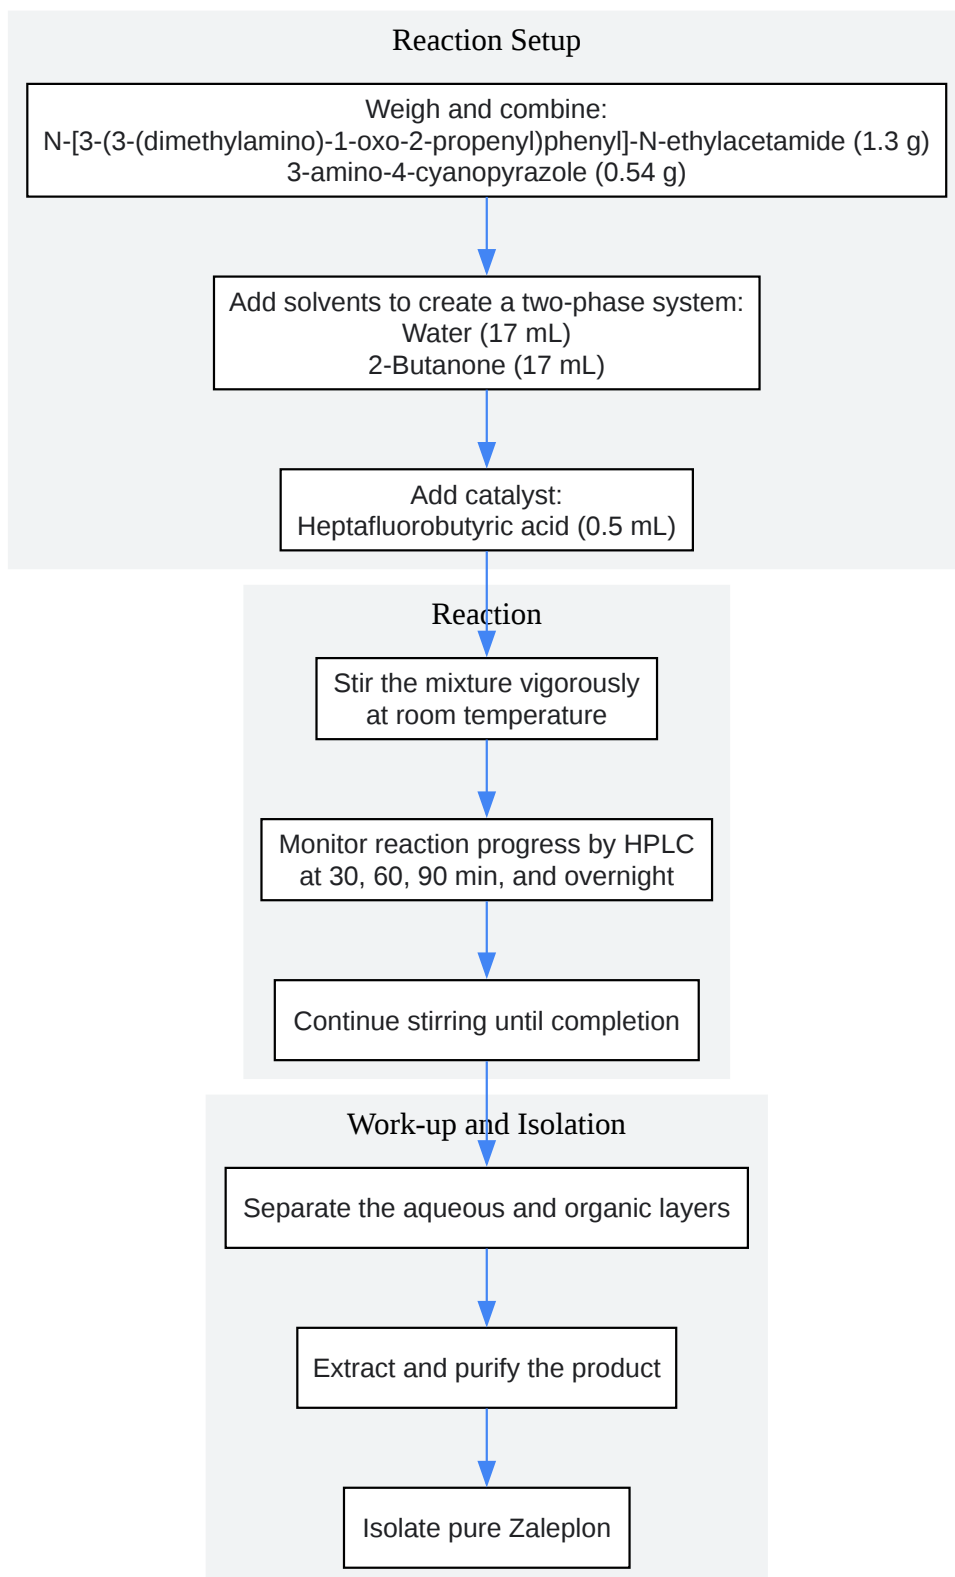 Reaction Setup
Weigh and combine:
N-[3-(3-(dimethylamino)-1-oxo-2-propenyl)phenyl]-N-ethylacetamide (1.3 g)
3-amino-4-cyanopyrazole (0.54 g)
Add solvents to create a two-phase system:
Water (17 mL)
2-Butanone (17 mL)
Add catalyst:
Heptafluorobutyric acid (0.5 mL)
Reaction
Stir the mixture vigorously
at room temperature
Monitor reaction progress by HPLC
at 30, 60, 90 min, and overnight
Continue stirring until completion
Work-up and Isolation
Separate the aqueous and organic layers
Extract and purify the product
Isolate pure Zaleplon